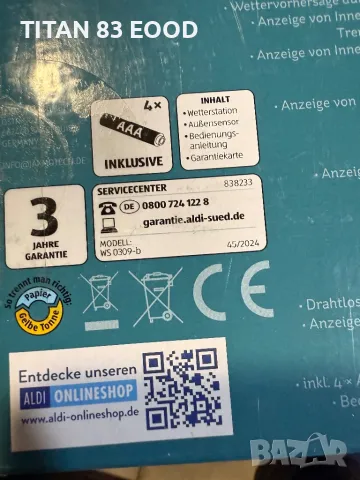 TITAN 83 EOOD
Wettervorhersage
- Anzeige von Inne
- Anzeige von Inne
- Anzeige von
GERMANY
4×
AAA
INKLUSIVE
INHALT
• Wetterstation
• Außensensor
• Bedienungs-
anleitung
• Garantiekarte
3
JAHRE
GARANTIE
SERVICECENTER 838233
DE 0800 724 122 8
garantie.aldi-sued.de
MODELL:
WS 0309-b 45/2024
So trennt man richtig:
Papier
Gelbe Tonne
CE
Drahtlos
- Anzeige
- inkl. 4 × A
Entdecke unseren
ALDI ONLINESHOP
www.aldi-onlineshop.de
BAZAR